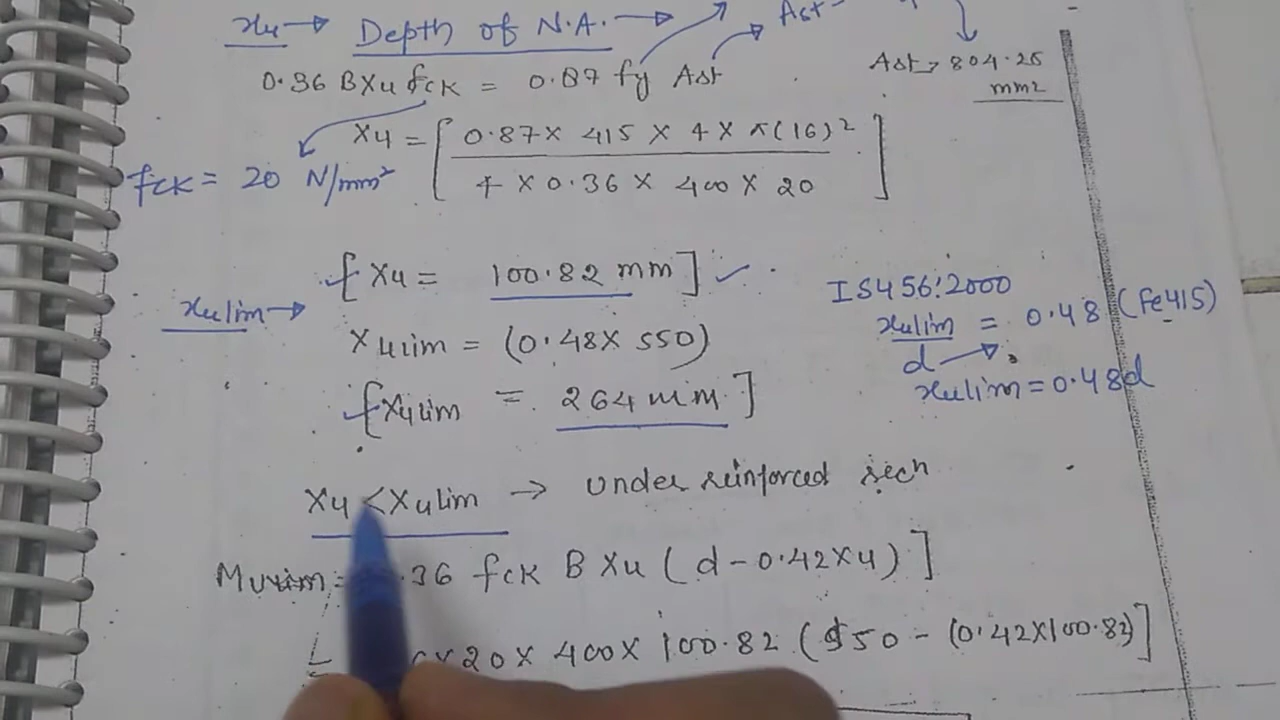 xu → Depth of N.A. →
Ast
0.36 BXu fck = 0.87 fy Ast
Ast → 804.25
mm2
Xu = [ 0.87 × 415 × 4 × π(16)²
4 × 0.36 × 400 × 20 ]
fck = 20 N/mm²
{ Xu = 100.82 mm ] ✓
xulim →
Xulim = (0.48 × 550)
{ Xulim = 264 mm ]
IS456:2000
xulim = 0.48 (Fe415)
d
xulim = 0.48d
Xu < Xulim → Under reinforced secn
36 fck B Xu ( d - 0.42Xu ) ]
×20× 400× 100.82 ( 550 - (0.42×100.82) ]